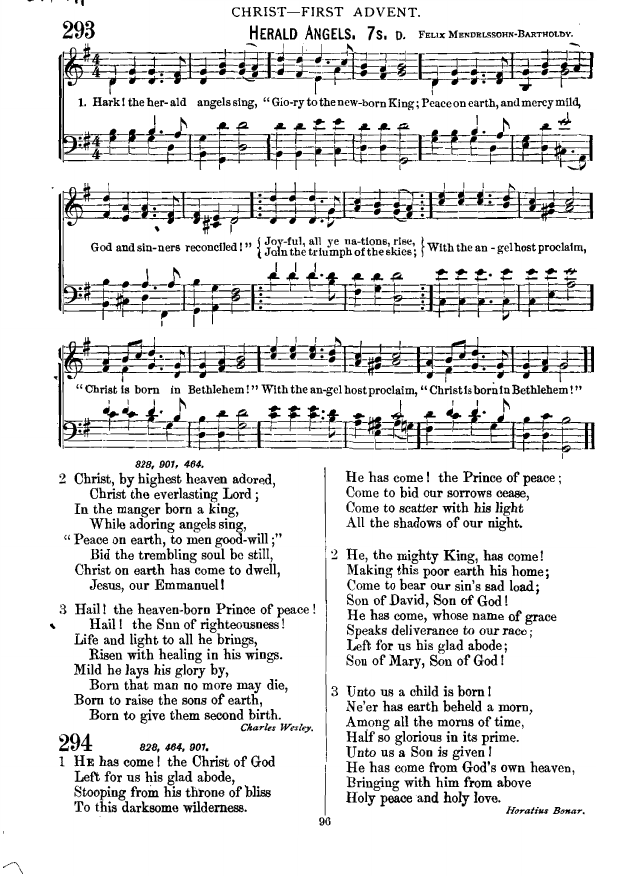 CHRIST—FIRST ADVENT.
293
HERALD ANGELS. 7s. D. FELIX MENDELSSOHN-BARTHOLDY.
1. Hark! the her-ald angels sing, “Glo-ry to the new-born King; Peace on earth, and mercy mild,
God and sin-ners reconciled!” { Joy-ful, all ye na-tions, rise, { With the an-gel host proclaim,
{ Join the triumph of the skies; {
“Christ is born in Bethlehem!” With the an-gel host proclaim, “Christ is born in Bethlehem!”
828, 901, 464.
2 Christ, by highest heaven adored,
Christ the everlasting Lord;
In the manger born a king,
While adoring angels sing,
“Peace on earth, to men good-will;”
Bid the trembling soul be still,
Christ on earth has come to dwell,
Jesus, our Emmanuel!
3 Hail! the heaven-born Prince of peace!
Hail! the Sun of righteousness!
Life and light to all he brings,
Risen with healing in his wings.
Mild he lays his glory by,
Born that man no more may die,
Born to raise the sons of earth,
Born to give them second birth.
Charles Wesley.
294
828, 464, 901.
1 HE has come! the Christ of God
Left for us his glad abode,
Stooping from his throne of bliss
To this darksome wilderness.
He has come! the Prince of peace;
Come to bid our sorrows cease,
Come to scatter with his light
All the shadows of our night.
2 He, the mighty King, has come!
Making this poor earth his home;
Come to bear our sin's sad load;
Son of David, Son of God!
He has come, whose name of grace
Speaks deliverance to our race;
Left for us his glad abode;
Son of Mary, Son of God!
3 Unto us a child is born!
Ne'er has earth beheld a morn,
Among all the morns of time,
Half so glorious in its prime.
Unto us a Son is given!
He has come from God's own heaven,
Bringing with him from above
Holy peace and holy love.
Horatius Bonar.
96